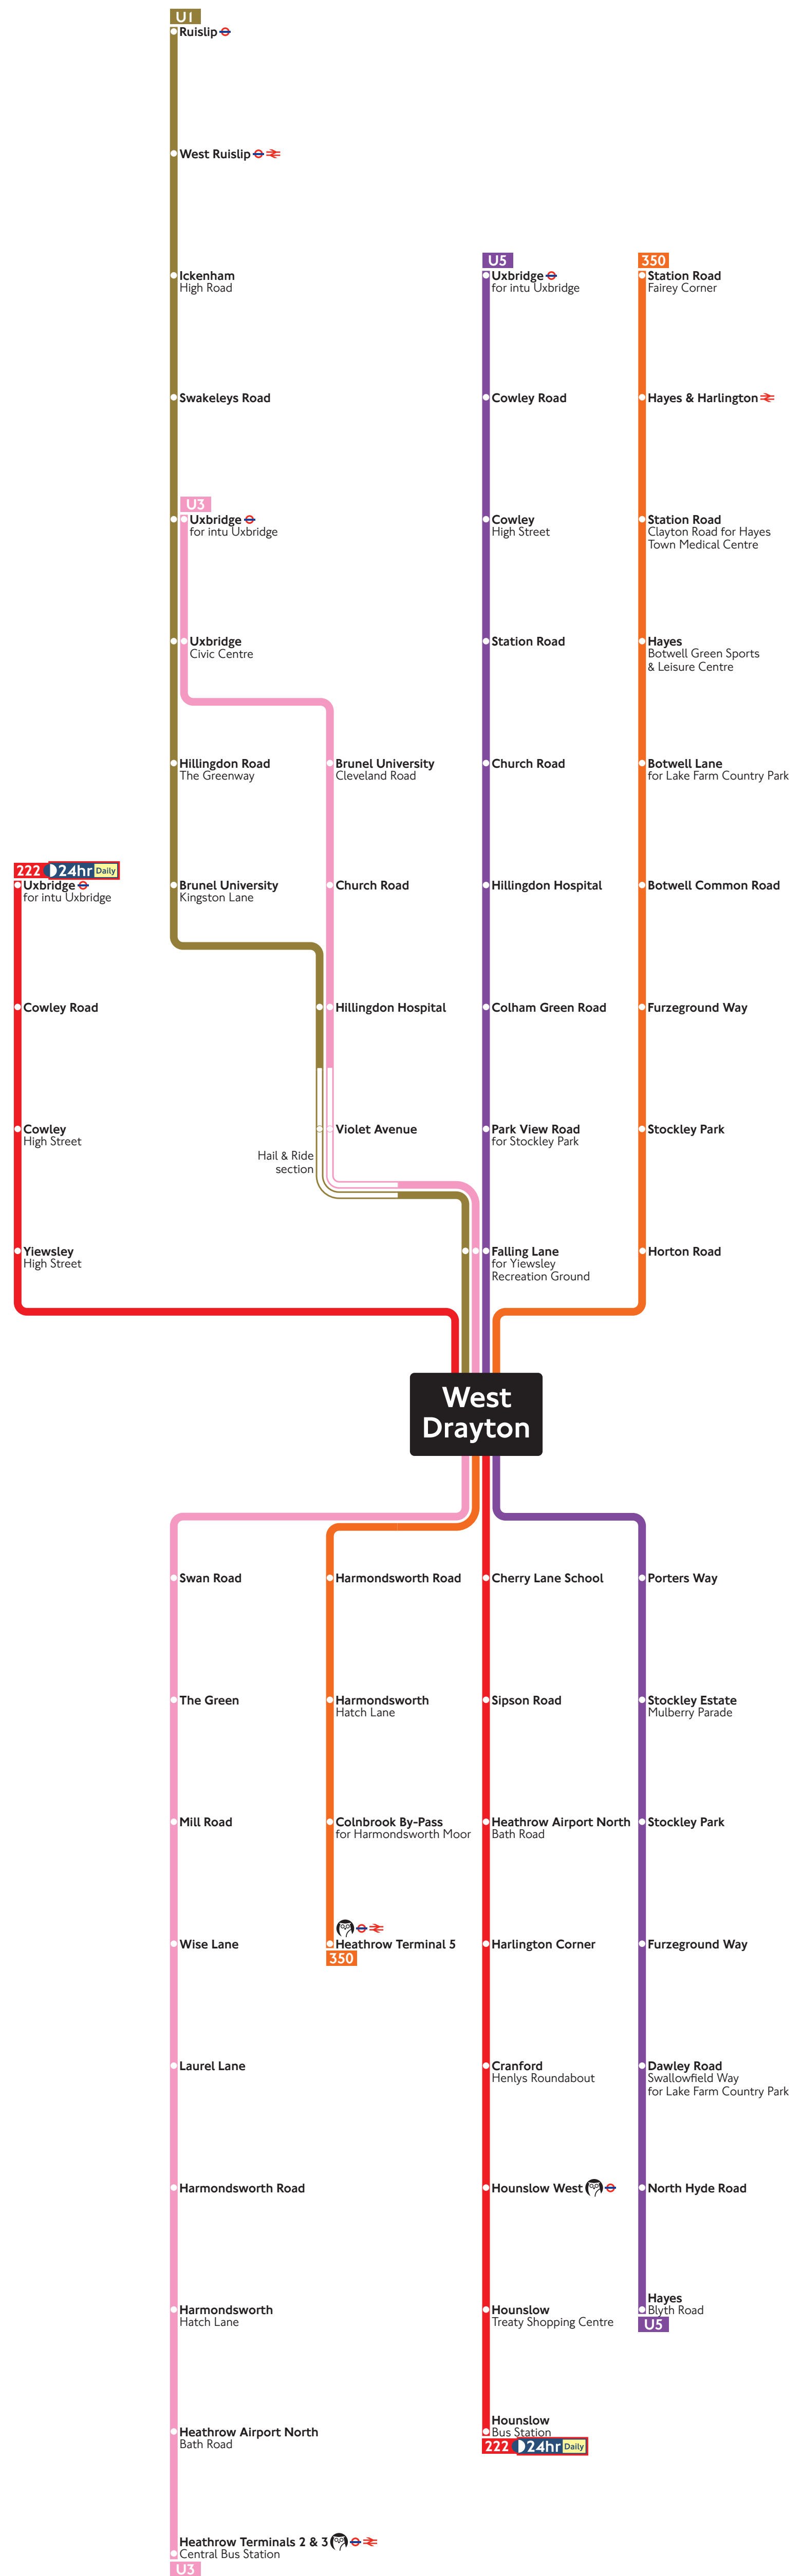 U1
Ruislip
West Ruislip
Ickenham
High Road
Swakeleys Road
U3
Uxbridge
for intu Uxbridge
Uxbridge
Civic Centre
Hillingdon Road
The Greenway
Brunel University
Kingston Lane
Brunel University
Cleveland Road
Church Road
Hillingdon Hospital
Violet Avenue
Hail & Ride
section
222 24hr Daily
Uxbridge
for intu Uxbridge
Cowley Road
Cowley
High Street
Yiewsley
High Street
U5
Uxbridge
for intu Uxbridge
Cowley Road
Cowley
High Street
Station Road
Church Road
Hillingdon Hospital
Colham Green Road
Park View Road
for Stockley Park
Falling Lane
for Yiewsley
Recreation Ground
350
Station Road
Fairey Corner
Hayes & Harlington
Station Road
Clayton Road for Hayes
Town Medical Centre
Hayes
Botwell Green Sports
& Leisure Centre
Botwell Lane
for Lake Farm Country Park
Botwell Common Road
Furzeground Way
Stockley Park
Horton Road
West
Drayton
Swan Road
The Green
Mill Road
Wise Lane
Laurel Lane
Harmondsworth Road
Harmondsworth
Hatch Lane
Heathrow Airport North
Bath Road
Heathrow Terminals 2 & 3
Central Bus Station
U3
Harmondsworth Road
Harmondsworth
Hatch Lane
Colnbrook By-Pass
for Harmondsworth Moor
Heathrow Terminal 5
350
Cherry Lane School
Sipson Road
Heathrow Airport North
Bath Road
Harlington Corner
Cranford
Henlys Roundabout
Hounslow West
Hounslow
Treaty Shopping Centre
Hounslow
Bus Station
222 24hr Daily
Porters Way
Stockley Estate
Mulberry Parade
Stockley Park
Furzeground Way
Dawley Road
Swallowfield Way
for Lake Farm Country Park
North Hyde Road
Hayes
Blyth Road
U5